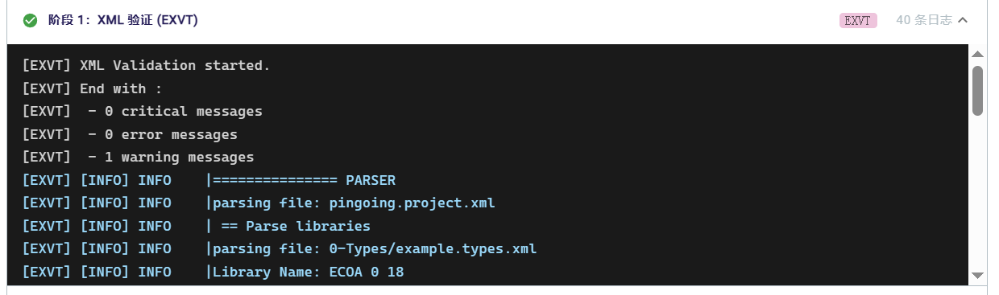 阶段 1：XML 验证 (EXVT) EXVT 40 条日志
[EXVT] XML Validation started.
[EXVT] End with :
[EXVT]  - 0 critical messages
[EXVT]  - 0 error messages
[EXVT]  - 1 warning messages
[EXVT] [INFO] INFO    |=============== PARSER
[EXVT] [INFO] INFO    |parsing file: pingoing.project.xml
[EXVT] [INFO] INFO    | == Parse libraries
[EXVT] [INFO] INFO    |parsing file: 0-Types/example.types.xml
[EXVT] [INFO] INFO    |Library Name: ECOA 0 18